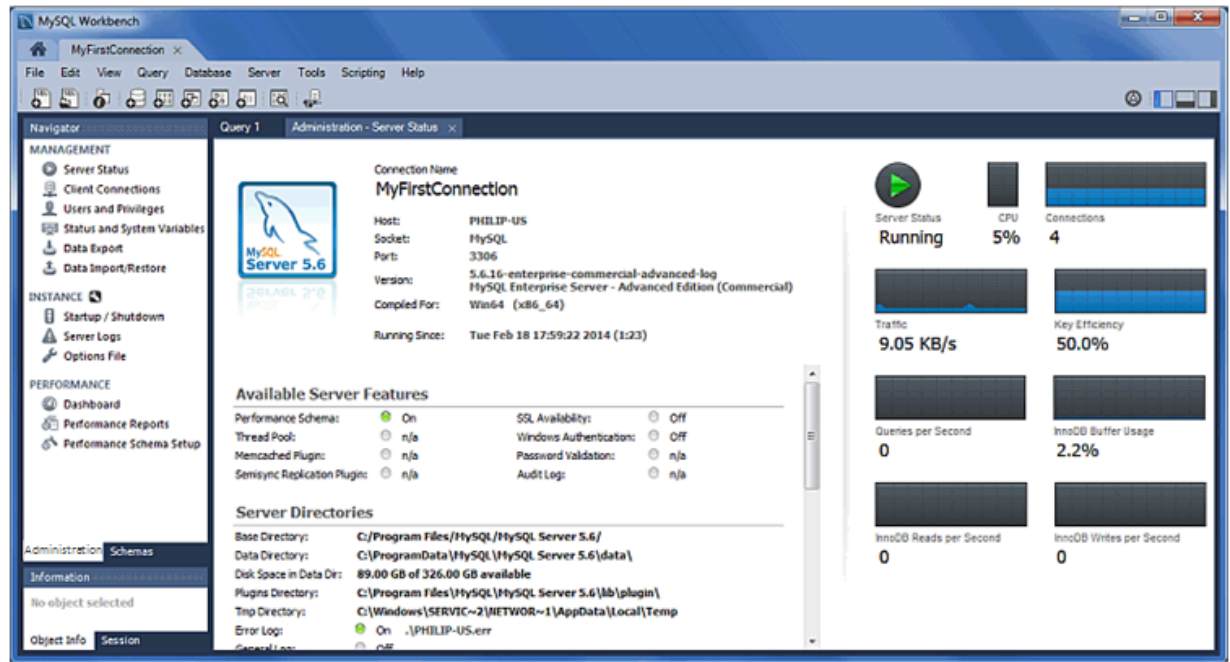 MySQL Workbench
MyFirstConnection ×
File Edit View Query Database Server Tools Scripting Help
Navigator
MANAGEMENT
Server Status
Client Connections
Users and Privileges
Status and System Variables
Data Export
Data Import/Restore
INSTANCE
Startup / Shutdown
Server Logs
Options File
PERFORMANCE
Dashboard
Performance Reports
Performance Schema Setup
Administration Schemas
Information
No object selected
Object Info Session
Query 1 Administration - Server Status ×
MySQL
Server 5.6
Connection Name
MyFirstConnection
Host: PHILIP-US
Socket: MySQL
Port: 3306
Version: 5.6.16-enterprise-commercial-advanced-log
MySQL Enterprise Server - Advanced Edition (Commercial)
Compiled For: Win64 (x86_64)
Running Since: Tue Feb 18 17:59:22 2014 (1:23)
Available Server Features
Performance Schema: On SSL Availability: Off
Thread Pool: n/a Windows Authentication: Off
Memcached Plugin: n/a Password Validation: n/a
Semisync Replication Plugin: n/a Audit Log: n/a
Server Directories
Base Directory: C:/Program Files/MySQL/MySQL Server 5.6/
Data Directory: C:\ProgramData\MySQL\MySQL Server 5.6\data\
Disk Space in Data Dir: 89.00 GB of 326.00 GB available
Plugins Directory: C:\Program Files\MySQL\MySQL Server 5.6\lib\plugin\
Tmp Directory: C:\Windows\SERVIC~2\NETWOR~1\AppData\Local\Temp
Error Log: On .\PHILIP-US.err
General Log: Off
Server Status CPU Connections
Running 5% 4
Traffic Key Efficiency
9.05 KB/s 50.0%
Queries per Second InnoDB Buffer Usage
0 2.2%
InnoDB Reads per Second InnoDB Writes per Second
0 0